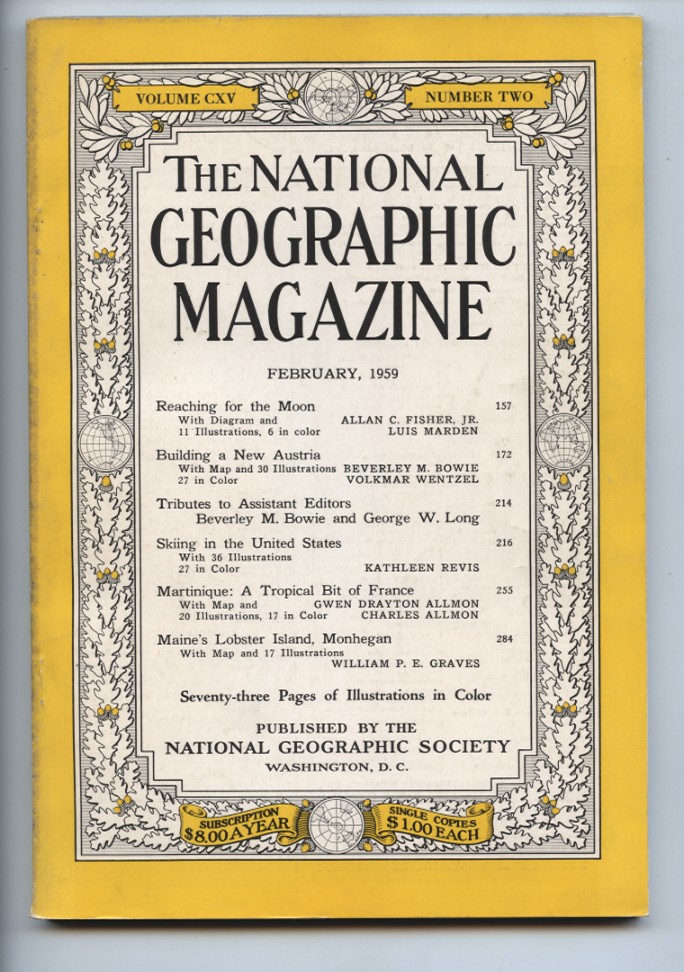 VOLUME CXV
NUMBER TWO
THE NATIONAL
GEOGRAPHIC
MAGAZINE
FEBRUARY, 1959
Reaching for the Moon 157
With Diagram and ALLAN C. FISHER, JR.
11 Illustrations, 6 in color LUIS MARDEN
Building a New Austria 172
With Map and 30 Illustrations BEVERLEY M. BOWIE
27 in Color VOLKMAR WENTZEL
Tributes to Assistant Editors 214
Beverley M. Bowie and George W. Long
Skiing in the United States 216
With 36 Illustrations
27 in Color KATHLEEN REVIS
Martinique: A Tropical Bit of France 255
With Map and GWEN DRAYTON ALLMON
20 Illustrations, 17 in Color CHARLES ALLMON
Maine's Lobster Island, Monhegan 284
With Map and 17 Illustrations
WILLIAM P. E. GRAVES
Seventy-three Pages of Illustrations in Color
PUBLISHED BY THE
NATIONAL GEOGRAPHIC SOCIETY
WASHINGTON, D. C.
SUBSCRIPTION
$8.00 A YEAR
SINGLE COPIES
$1.00 EACH